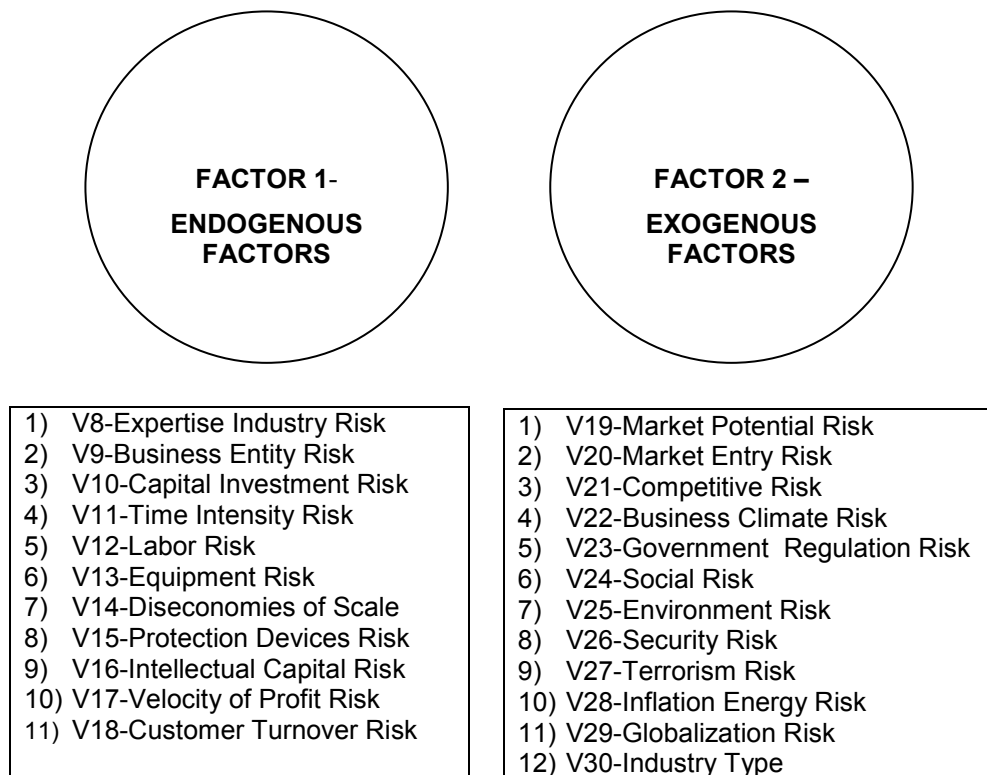 FACTOR 1-
ENDOGENOUS
FACTORS
FACTOR 2 –
EXOGENOUS
FACTORS
1) V8-Expertise Industry Risk
2) V9-Business Entity Risk
3) V10-Capital Investment Risk
4) V11-Time Intensity Risk
5) V12-Labor Risk
6) V13-Equipment Risk
7) V14-Diseconomies of Scale
8) V15-Protection Devices Risk
9) V16-Intellectual Capital Risk
10) V17-Velocity of Profit Risk
11) V18-Customer Turnover Risk
1) V19-Market Potential Risk
2) V20-Market Entry Risk
3) V21-Competitive Risk
4) V22-Business Climate Risk
5) V23-Government Regulation Risk
6) V24-Social Risk
7) V25-Environment Risk
8) V26-Security Risk
9) V27-Terrorism Risk
10) V28-Inflation Energy Risk
11) V29-Globalization Risk
12) V30-Industry Type